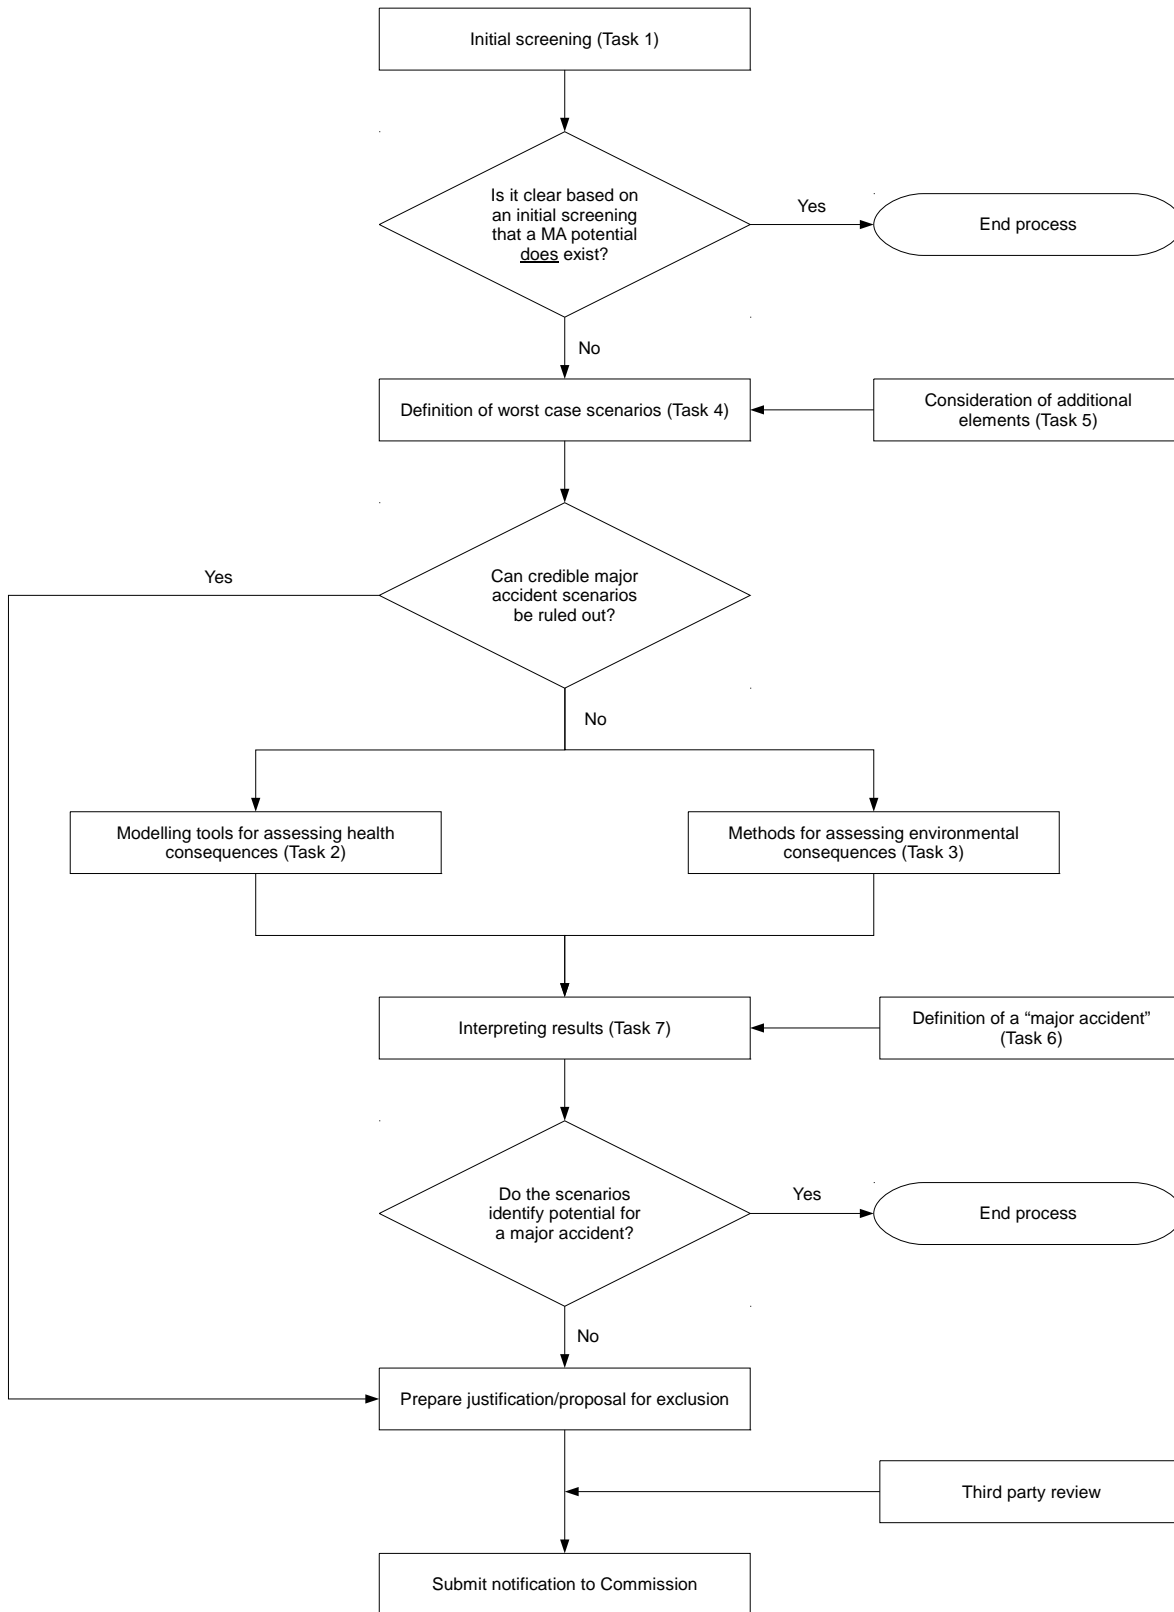 Initial screening (Task 1)
Is it clear based on
an initial screening
that a MA potential
does exist?
Yes
End process
No
Definition of worst case scenarios (Task 4)
Consideration of additional
elements (Task 5)
Yes
Can credible major
accident scenarios
be ruled out?
No
Modelling tools for assessing health
consequences (Task 2)
Methods for assessing environmental
consequences (Task 3)
Interpreting results (Task 7)
Definition of a “major accident”
(Task 6)
Do the scenarios
identify potential for
a major accident?
Yes
End process
No
Prepare justification/proposal for exclusion
Third party review
Submit notification to Commission